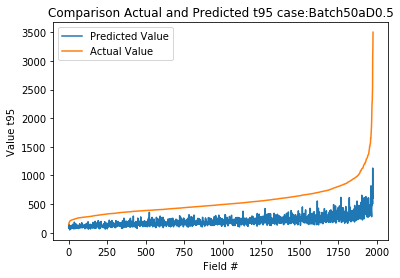 Comparison Actual and Predicted t95 case:Batch50aD0.5
Predicted Value
Actual Value
Value t95
3500
3000
2500
2000
1500
1000
500
0
0 250 500 750 1000 1250 1500 1750 2000
Field #